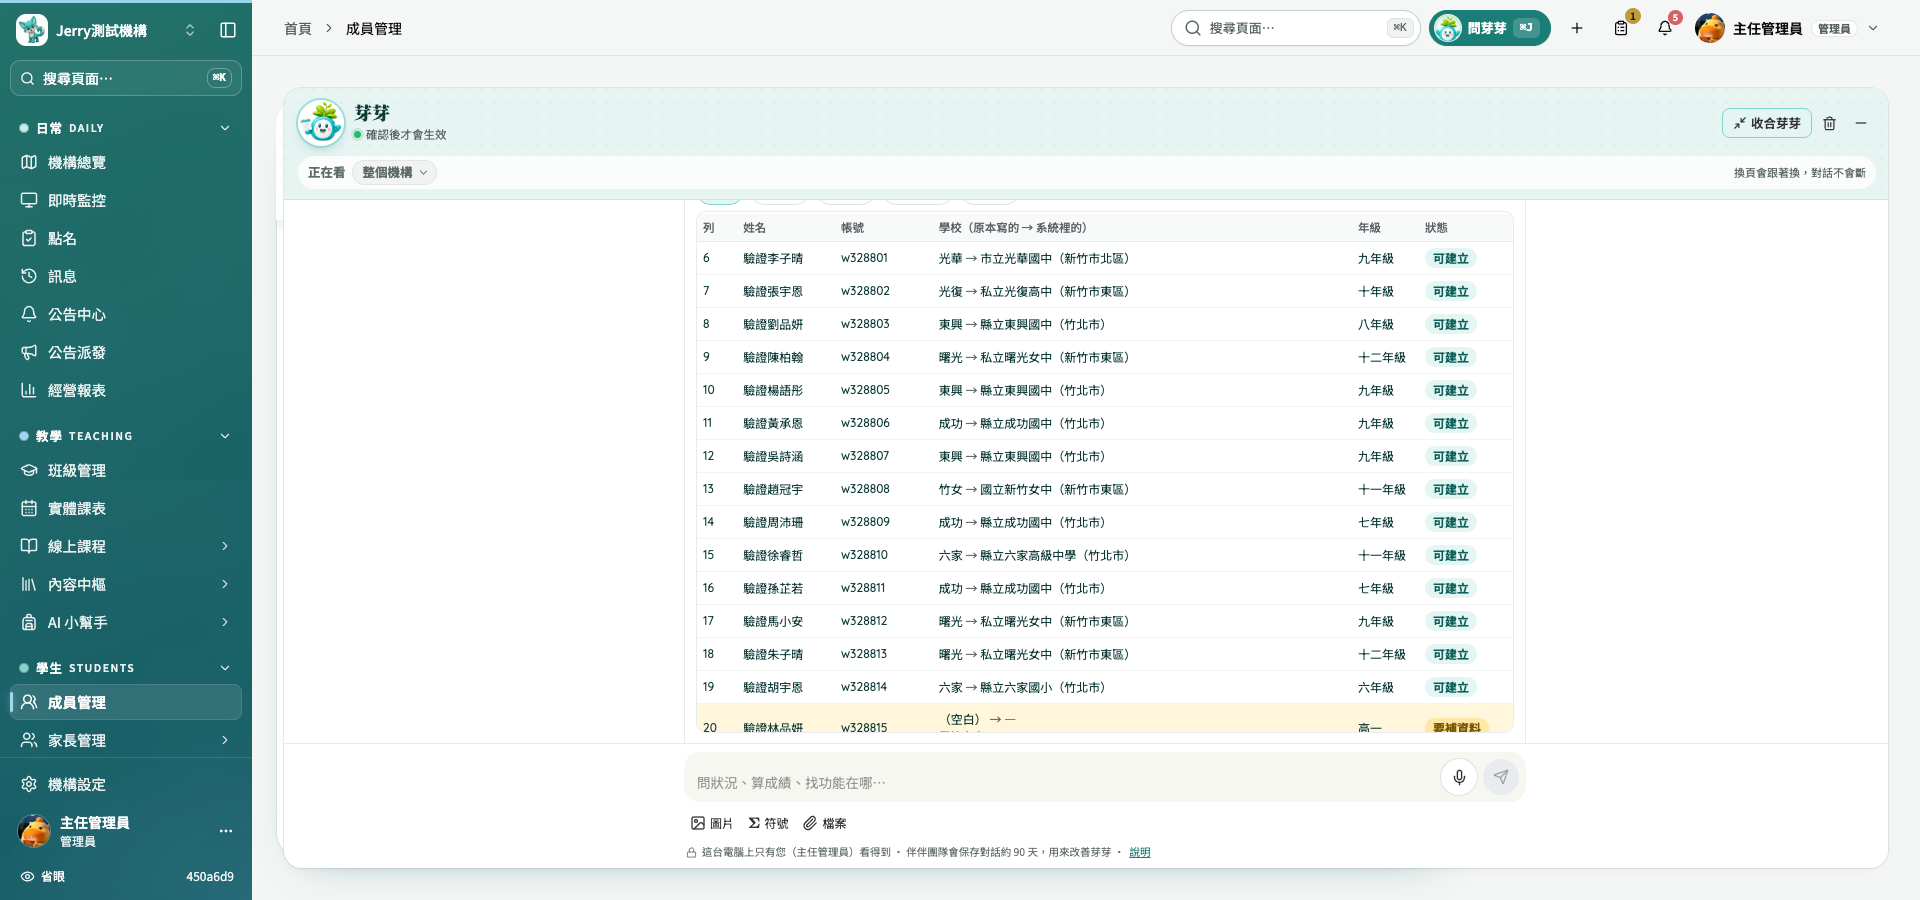 Jerry測試機構
搜尋頁面…
⌘K
日常 DAILY
機構總覽
即時監控
點名
訊息
公告中心
公告派發
經營報表
教學 TEACHING
班級管理
實體課表
線上課程
內容中樞
AI 小幫手
學生 STUDENTS
成員管理
家長管理
機構設定
主任管理員
管理員
省眼
450a6d9
首頁 > 成員管理
搜尋頁面…
⌘K
問芽芽 ⌘J
1
5
主任管理員 管理員
芽芽
確認後才會生效
收合芽芽
正在看 整個機構
換頁會跟著換，對話不會斷
列 姓名 帳號 學校（原本寫的 → 系統裡的） 年級 狀態
6 驗證李子晴 w328801 光華 → 市立光華國中（新竹市北區） 九年級 可建立
7 驗證張宇恩 w328802 光復 → 私立光復高中（新竹市東區） 十年級 可建立
8 驗證劉品妍 w328803 東興 → 縣立東興國中（竹北市） 八年級 可建立
9 驗證陳柏翰 w328804 曙光 → 私立曙光女中（新竹市東區） 十二年級 可建立
10 驗證楊語彤 w328805 東興 → 縣立東興國中（竹北市） 九年級 可建立
11 驗證黃承恩 w328806 成功 → 縣立成功國中（竹北市） 九年級 可建立
12 驗證吳詩涵 w328807 東興 → 縣立東興國中（竹北市） 九年級 可建立
13 驗證趙冠宇 w328808 竹女 → 國立新竹女中（新竹市東區） 十一年級 可建立
14 驗證周沛珊 w328809 成功 → 縣立成功國中（竹北市） 七年級 可建立
15 驗證徐睿哲 w328810 六家 → 縣立六家高級中學（竹北市） 十一年級 可建立
16 驗證孫芷若 w328811 成功 → 縣立成功國中（竹北市） 七年級 可建立
17 驗證馬小安 w328812 曙光 → 私立曙光女中（新竹市東區） 九年級 可建立
18 驗證朱子晴 w328813 曙光 → 私立曙光女中（新竹市東區） 十二年級 可建立
19 驗證胡宇恩 w328814 六家 → 縣立六家國小（竹北市） 六年級 可建立
20 驗證林品妍 w328815 （空白） → — 高一 要補資料
問狀況、算成績、找功能在哪…
圖片 符號 檔案
這台電腦上只有您（主任管理員）看得到 · 伴伴團隊會保存對話約 90 天，用來改善芽芽 · 說明